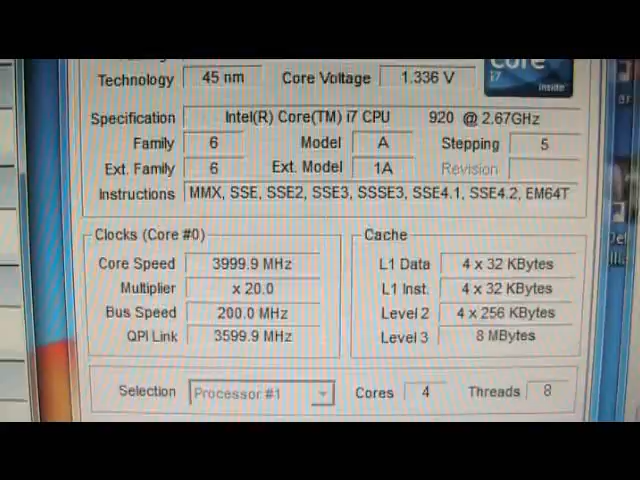 Core
i7
inside
Technology 45 nm Core Voltage 1.336 V
Specification Intel(R) Core(TM) i7 CPU 920 @ 2.67GHz
Family 6 Model A Stepping 5
Ext. Family 6 Ext. Model 1A Revision
Instructions MMX, SSE, SSE2, SSE3, SSSE3, SSE4.1, SSE4.2, EM64T
Clocks (Core #0) Cache
Core Speed 3999.9 MHz L1 Data 4 x 32 KBytes
Multiplier x 20.0 L1 Inst. 4 x 32 KBytes
Bus Speed 200.0 MHz Level 2 4 x 256 KBytes
QPI Link 3599.9 MHz Level 3 8 MBytes
Selection Processor #1 Cores 4 Threads 8